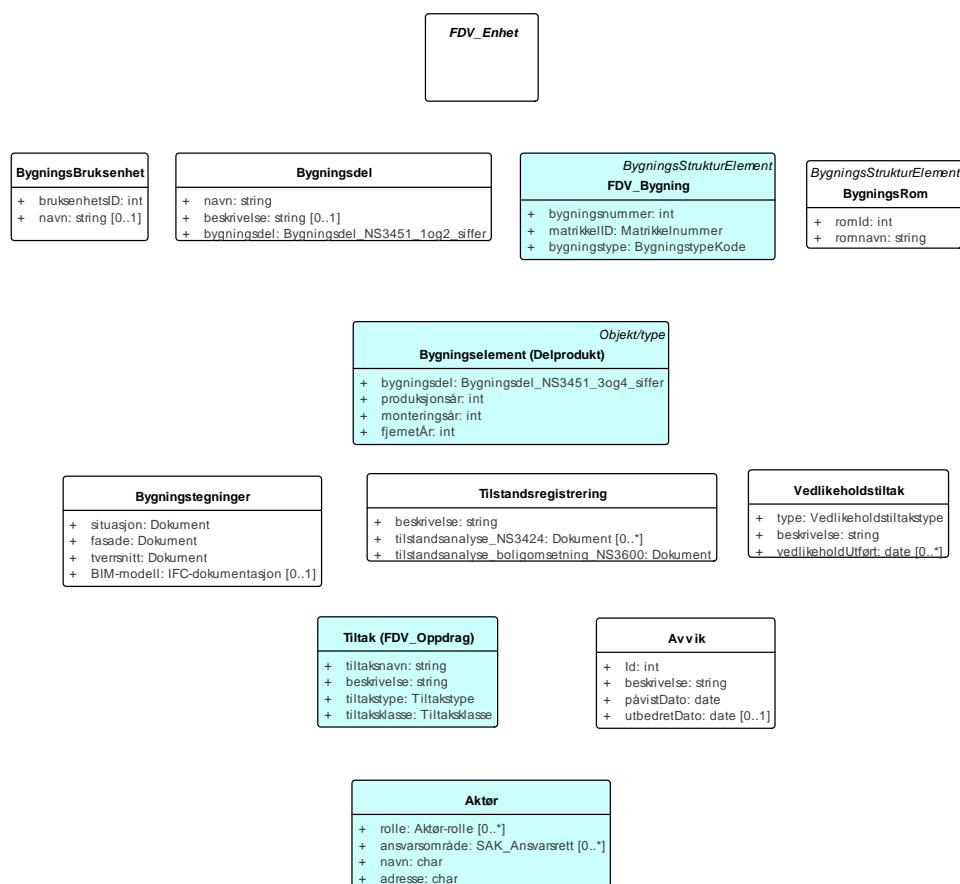 FDV_Enhet
BygningsBruksenhet
+ bruksenhetsID: int
+ navn: string [0..1]
Bygningsdel
+ navn: string
+ beskrivelse: string [0..1]
+ bygningsdel: Bygningsdel_NS3451_1og2_siffer
BygningsStrukturElement
FDV_Bygning
+ bygningsnummer: int
+ matrikkelID: Matrikkelnummer
+ bygningstype: BygningstypeKode
BygningsStrukturElement
BygningsRom
+ romId: int
+ romnavn: string
Objekt/type
Bygningselement (Delprodukt)
+ bygningsdel: Bygningsdel_NS3451_3og4_siffer
+ produksjonsår: int
+ monteringsår: int
+ fjernetÅr: int
Bygningstegninger
+ situasjon: Dokument
+ fasade: Dokument
+ tverrsnitt: Dokument
+ BIM-modell: IFC-dokumentasjon [0..1]
Tilstandsregistrering
+ beskrivelse: string
+ tilstandsanalyse_NS3424: Dokument [0..*]
+ tilstandsanalyse_boligomsetning_NS3600: Dokument
Vedlikeholdstiltak
+ type: Vedlikeholdstiltakstype
+ beskrivelse: string
+ vedlikeholdUtført: date [0..*]
Tiltak (FDV_Oppdrag)
+ tiltaksnavn: string
+ beskrivelse: string
+ tiltakstype: Tiltakstype
+ tiltaksklasse: Tiltaksklasse
Avvik
+ Id: int
+ beskrivelse: string
+ påvistDato: date
+ utbedretDato: date [0..1]
Aktør
+ rolle: Aktør-rolle [0..*]
+ ansvarsområde: SAK_Ansvarsrett [0..*]
+ navn: char
+ adresse: char